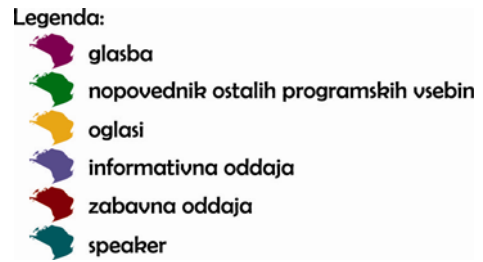 Legenda:
glasba
nopovednik ostalih programskih vsebin
oglasi
informativna oddaja
zabavna oddaja
speaker